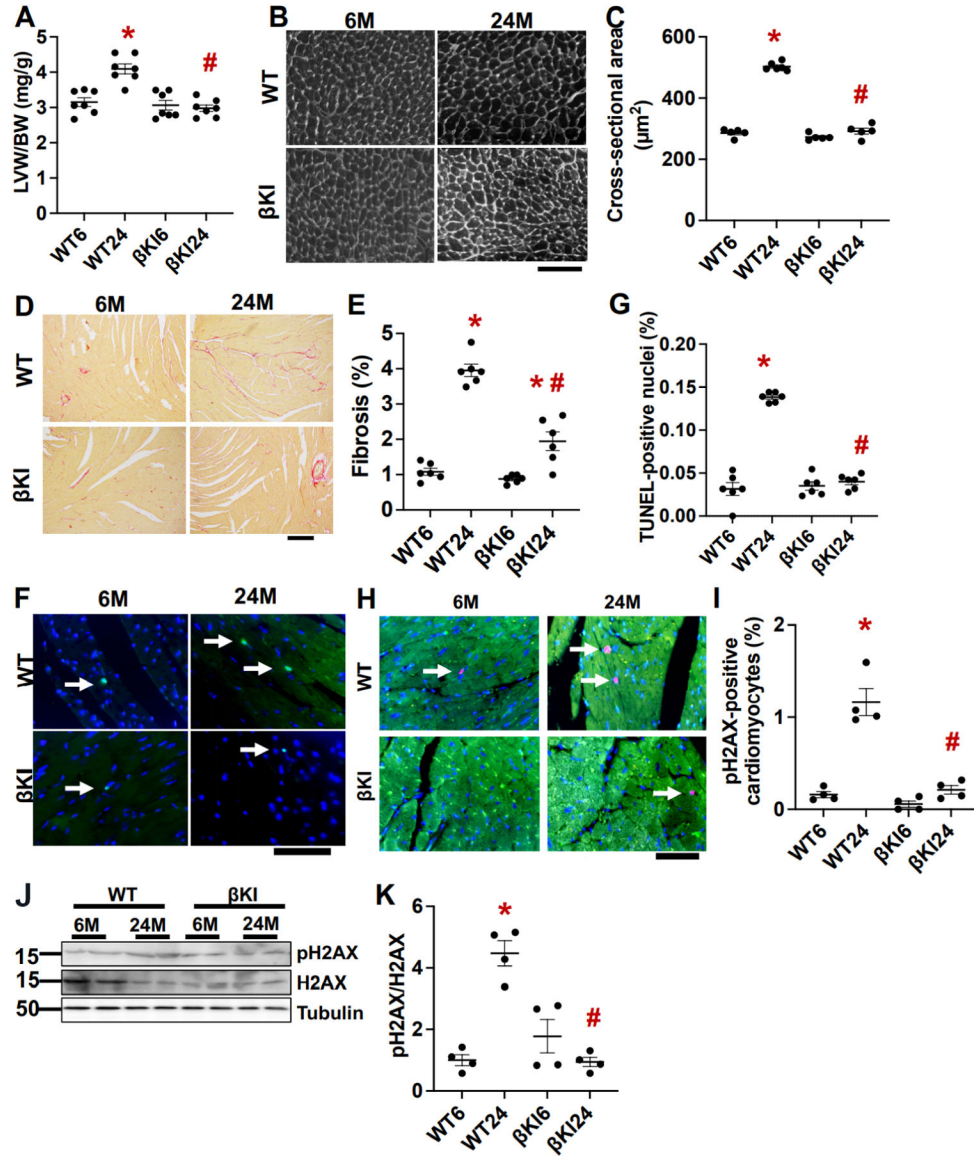 A
LVW/BW (mg/g)
5
4
3
2
1
0
WT6
WT24
βKI6
βKI24
*
#
B
6M
24M
WT
βKI
C
Cross-sectional area
(µm²)
600
400
200
0
WT6
WT24
βKI6
βKI24
*
#
D
6M
24M
WT
βKI
E
Fibrosis (%)
6
5
4
2
1
0
WT6
WT24
βKI6
βKI24
*
* #
G
TUNEL-positive nuclei (%)
0.20
0.15
0.10
0.050
0.00
WT6
WT24
βKI6
βKI24
*
#
F
6M
24M
WT
βKI
H
6M
24M
WT
βKI
I
pH2AX-positive
cardiomyocytes (%)
2
1
0
WT6
WT24
βKI6
βKI24
*
#
J
WT
βKI
6M
24M
6M
24M
15
pH2AX
15
H2AX
50
Tubulin
K
pH2AX/H2AX
6
4
2
0
WT6
WT24
βKI6
βKI24
*
#